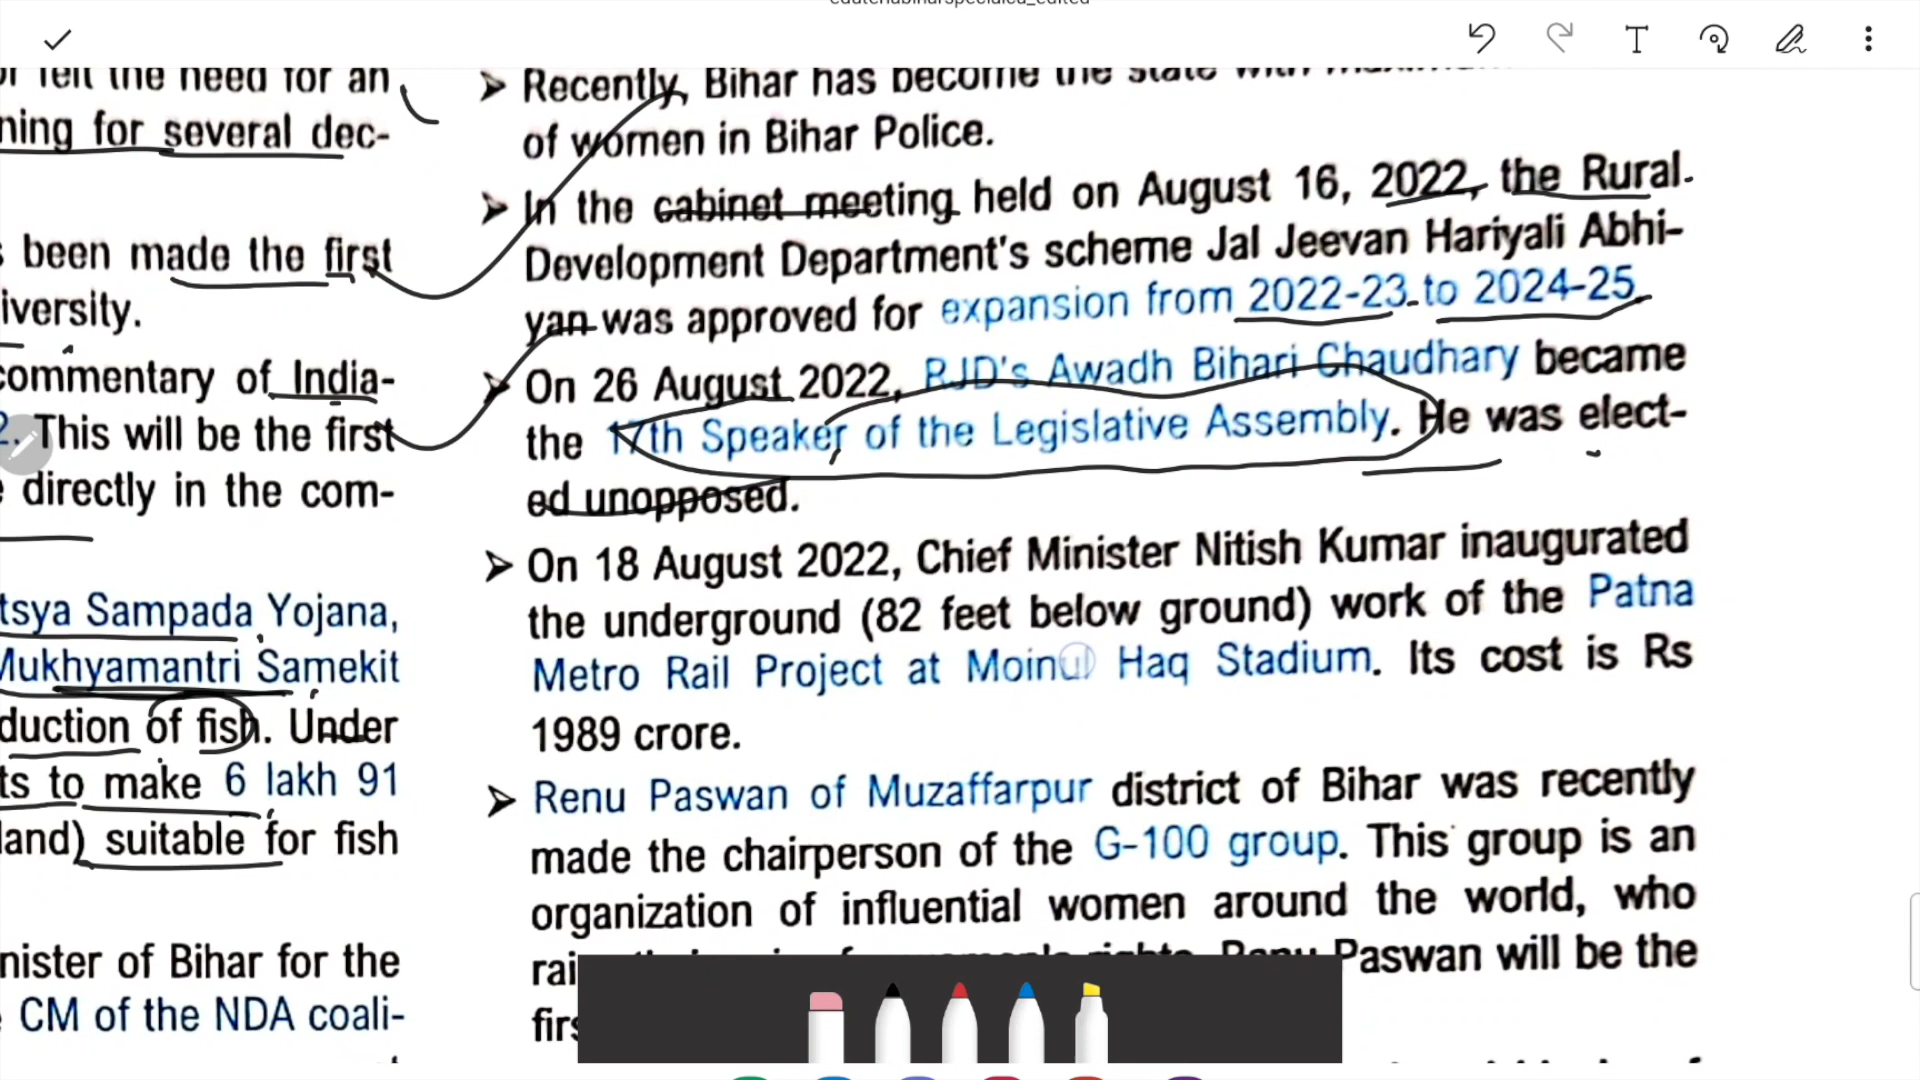 eduteriabiharspecialca_edited
felt the need for an
ning for several dec-
been made the first
iversity.
commentary of India-
2. This will be the first
directly in the com-
tsya Sampada Yojana,
Mukhyamantri Samekit
duction of fish. Under
ts to make 6 lakh 91
land) suitable for fish
nister of Bihar for the
CM of the NDA coali-
➢ Recently, Bihar has become the state with
of women in Bihar Police.
➢ In the cabinet meeting held on August 16, 2022, the Rural
Development Department's scheme Jal Jeevan Hariyali Abhi-
yan was approved for expansion from 2022-23 to 2024-25
➢ On 26 August 2022, RJD's Awadh Bihari Chaudhary became
the 17th Speaker of the Legislative Assembly. He was elect-
ed unopposed.
➢ On 18 August 2022, Chief Minister Nitish Kumar inaugurated
the underground (82 feet below ground) work of the Patna
Metro Rail Project at Moinul Haq Stadium. Its cost is Rs
1989 crore.
➢ Renu Paswan of Muzaffarpur district of Bihar was recently
made the chairperson of the G-100 group. This group is an
organization of influential women around the world, who
rai women's rights. Renu Paswan will be the
firs